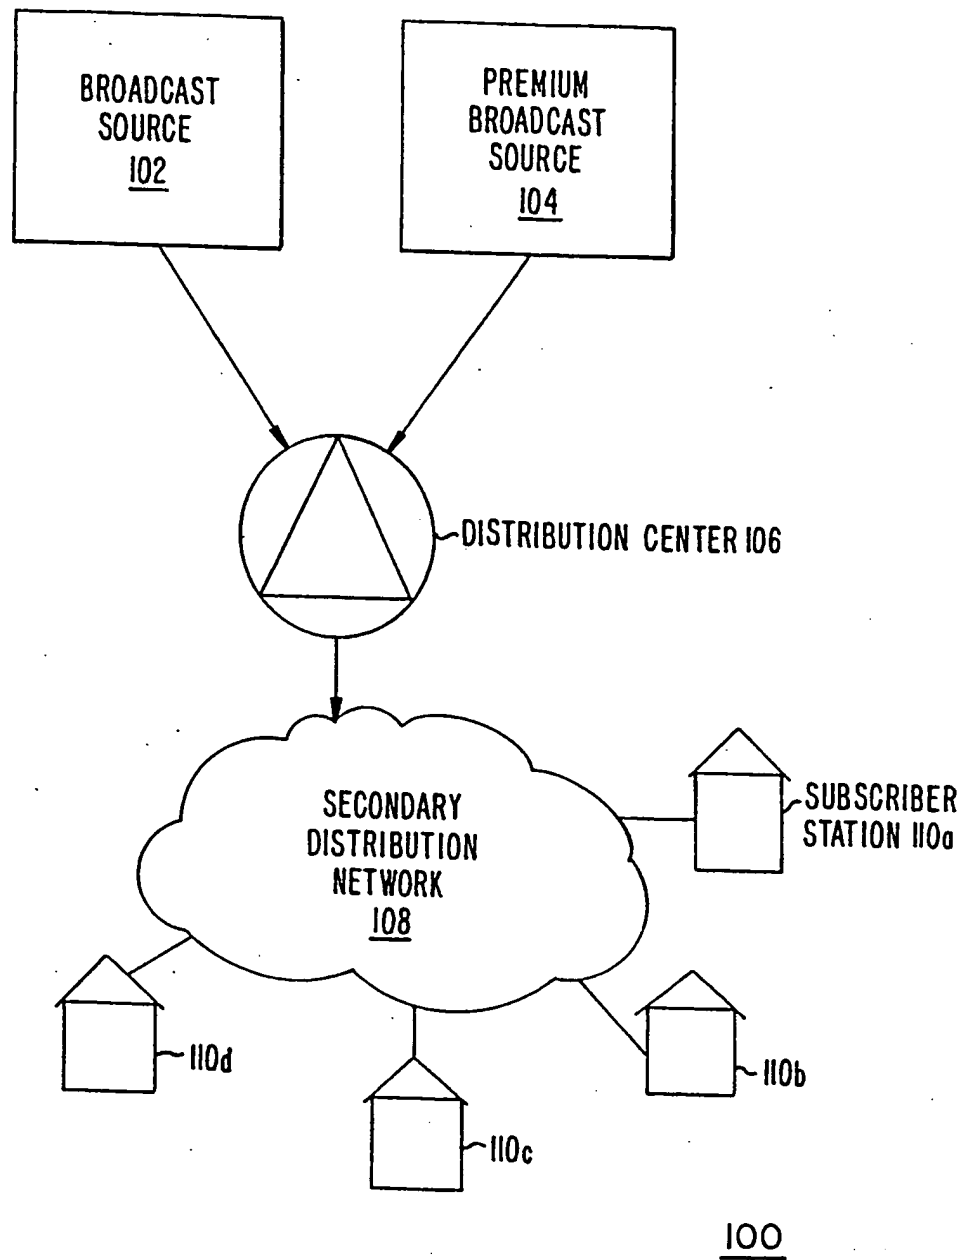 BROADCAST
SOURCE
102
PREMIUM
BROADCAST
SOURCE
104
DISTRIBUTION CENTER 106
SECONDARY
DISTRIBUTION
NETWORK
108
SUBSCRIBER
STATION 110a
110d
110b
110c
100